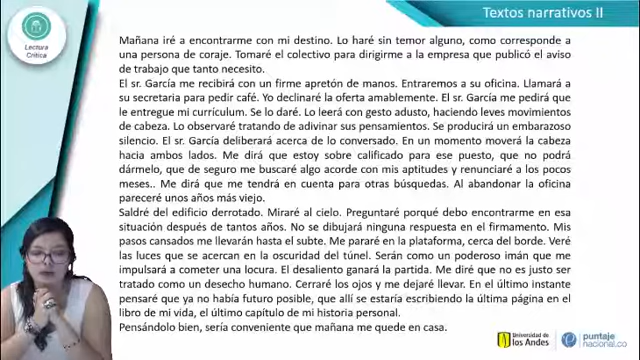 Textos narrativos II
Lectura
Crítica
Mañana iré a encontrarme con mi destino. Lo haré sin temor alguno, como corresponde a
una persona de coraje. Tomaré el colectivo para dirigirme a la empresa que publicó el aviso
de trabajo que tanto necesito.
El sr. García me recibirá con un firme apretón de manos. Entraremos a su oficina. Llamará a
su secretaria para pedir café. Yo declinaré la oferta amablemente. El sr. García me pedirá que
le entregue mi currículum. Se lo daré. Lo leerá con gesto adusto, haciendo leves movimientos
de cabeza. Lo observaré tratando de adivinar sus pensamientos. Se producirá un embarazoso
silencio. El sr. García deliberará acerca de lo conversado. En un momento moverá la cabeza
hacia ambos lados. Me dirá que estoy sobre calificado para ese puesto, que no podrá
dármelo, que de seguro me buscaré algo acorde con mis aptitudes y renunciaré a los pocos
meses.. Me dirá que me tendrá en cuenta para otras búsquedas. Al abandonar la oficina
pareceré unos años más viejo.
Saldré del edificio derrotado. Miraré al cielo. Preguntaré porqué debo encontrarme en esa
situación después de tantos años. No se dibujará ninguna respuesta en el firmamento. Mis
pasos cansados me llevarán hasta el subte. Me pararé en la plataforma, cerca del borde. Veré
las luces que se acercan en la oscuridad del túnel. Serán como un poderoso imán que me
impulsará a cometer una locura. El desaliento ganará la partida. Me diré que no es justo ser
tratado como un desecho humano. Cerraré los ojos y me dejaré llevar. En el último instante
pensaré que ya no había futuro posible, que allí se estaría escribiendo la última página en el
libro de mi vida, el último capítulo de mi historia personal.
Pensándolo bien, sería conveniente que mañana me quede en casa.
Universidad de
los Andes
puntaje
nacional.co